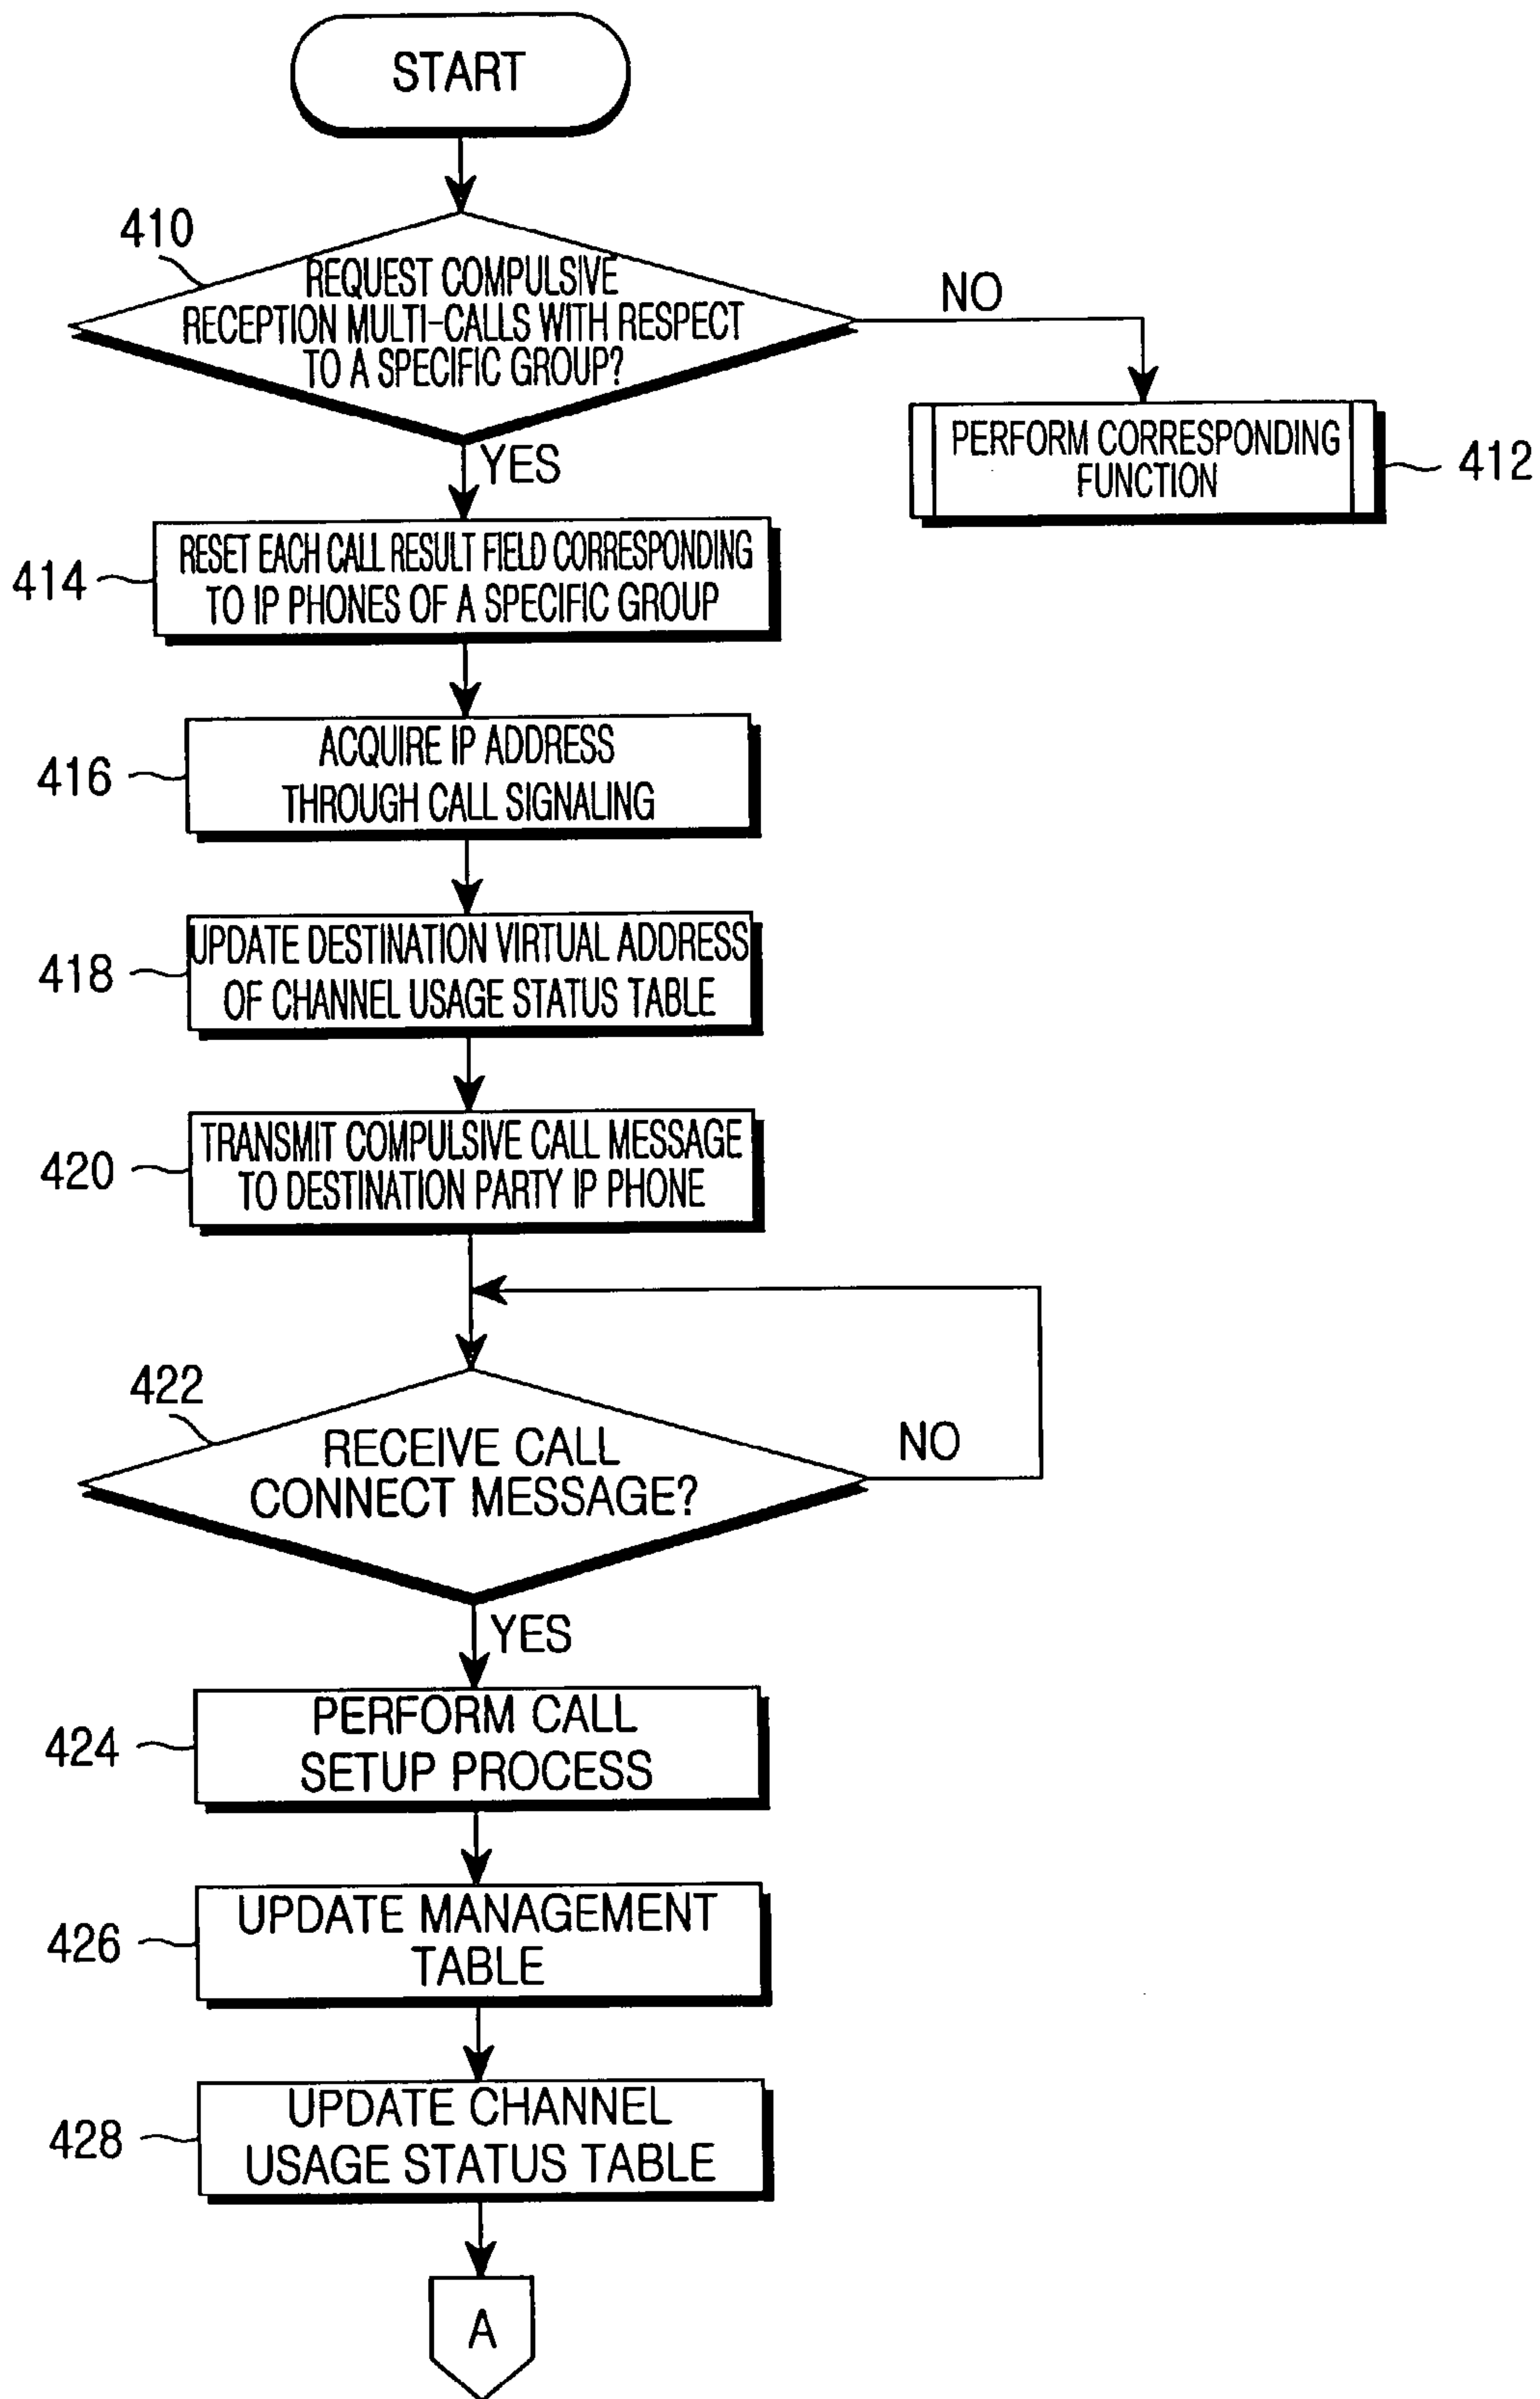 START
410
REQUEST COMPULSIVE
RECEPTION MULTI-CALLS WITH RESPECT
TO A SPECIFIC GROUP?
NO
PERFORM CORRESPONDING
FUNCTION
412
YES
414
RESET EACH CALL RESULT FIELD CORRESPONDING
TO IP PHONES OF A SPECIFIC GROUP
416
ACQUIRE IP ADDRESS
THROUGH CALL SIGNALING
418
UPDATE DESTINATION VIRTUAL ADDRESS
OF CHANNEL USAGE STATUS TABLE
420
TRANSMIT COMPULSIVE CALL MESSAGE
TO DESTINATION PARTY IP PHONE
422
RECEIVE CALL
CONNECT MESSAGE?
NO
YES
424
PERFORM CALL
SETUP PROCESS
426
UPDATE MANAGEMENT
TABLE
428
UPDATE CHANNEL
USAGE STATUS TABLE
A